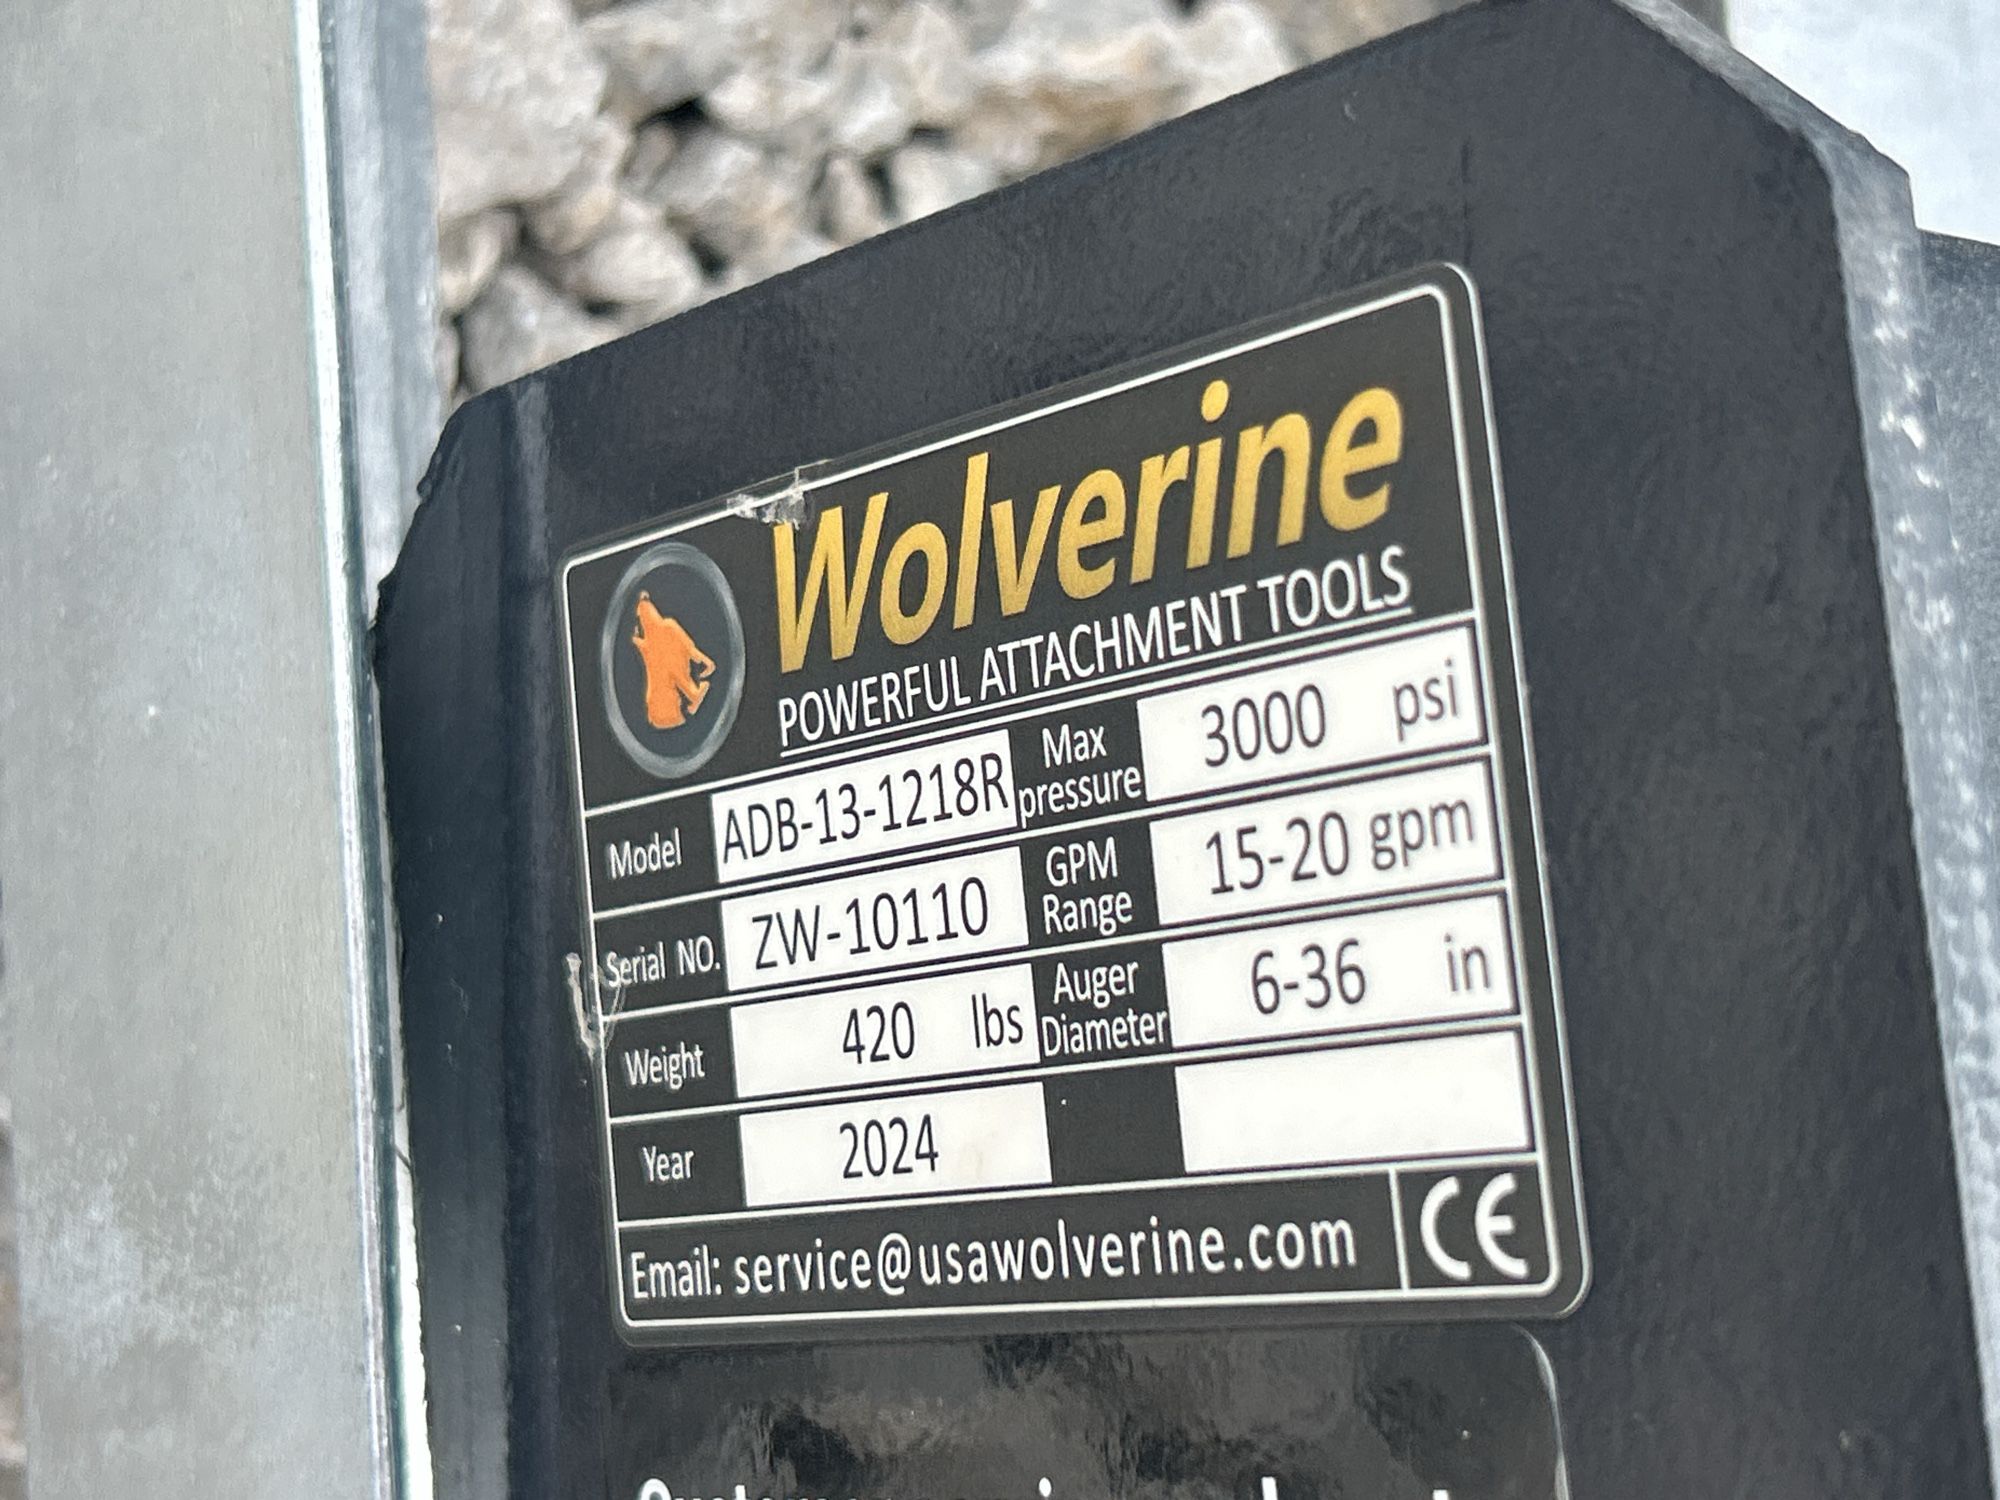 Wolverine
POWERFUL ATTACHMENT TOOLS
Model ADB-13-1218R Max pressure 3000 psi
Serial NO. ZW-10110 GPM Range 15-20 gpm
Weight 420 lbs Auger Diameter 6-36 in
Year 2024
Email: service@usawolverine.com CE